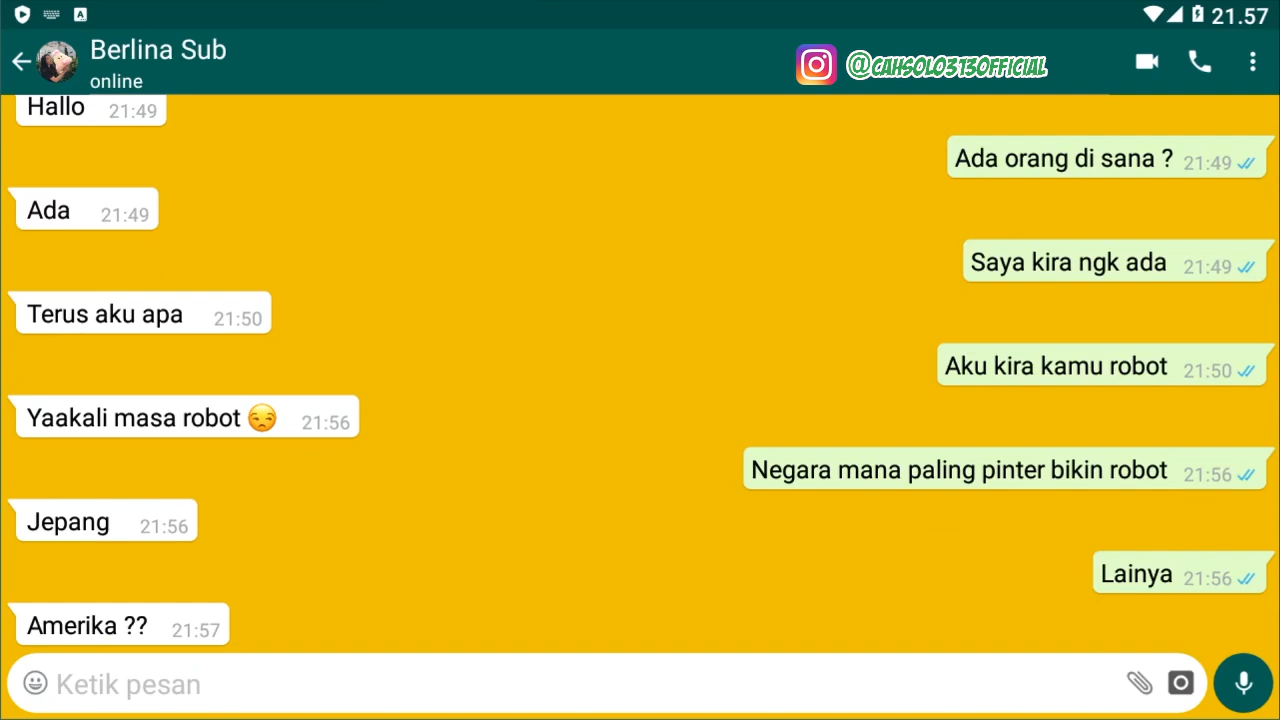 21.57
Berlina Sub
online
@CAHSOLO313OFFICIAL
Hallo 21:49
Ada orang di sana ? 21:49
Ada 21:49
Saya kira ngk ada 21:49
Terus aku apa 21:50
Aku kira kamu robot 21:50
Yaakali masa robot 😒 21:56
Negara mana paling pinter bikin robot 21:56
Jepang 21:56
Lainya 21:56
Amerika ?? 21:57
Ketik pesan